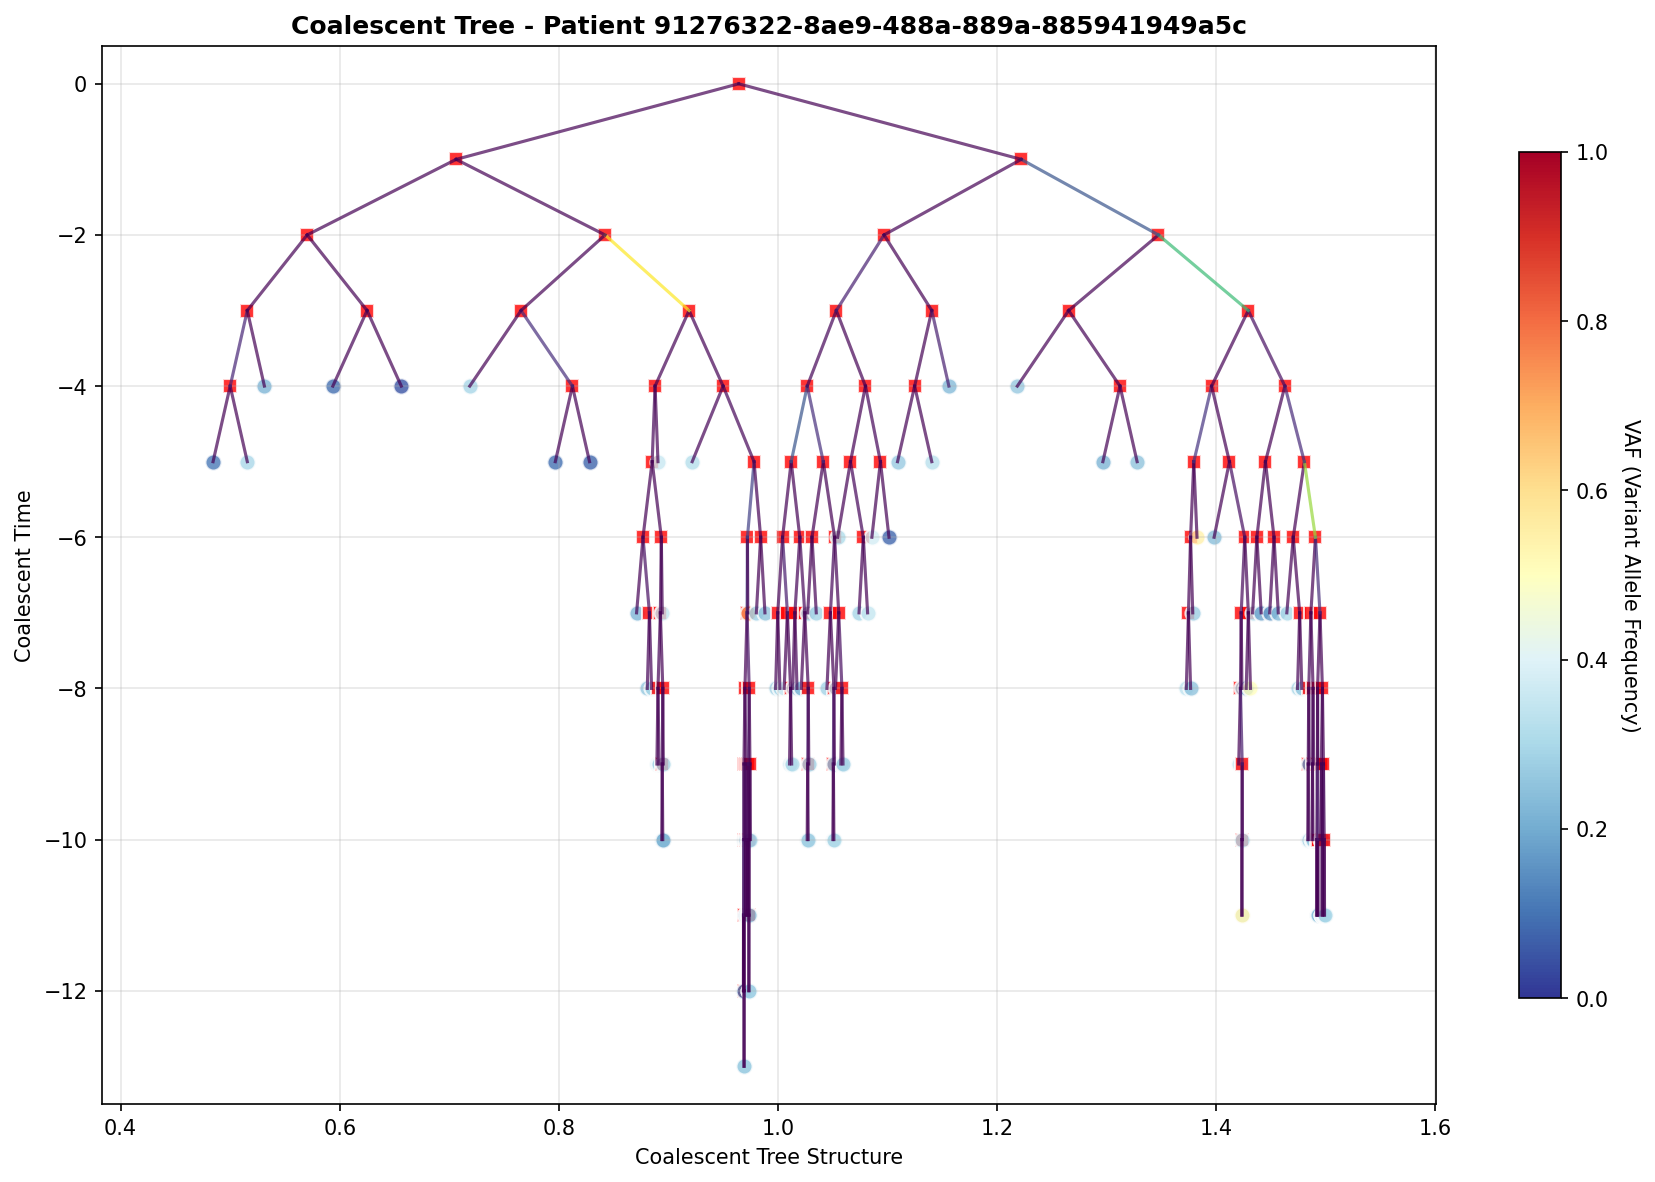 Coalescent Tree - Patient 91276322-8ae9-488a-889a-885941949a5c
0
−2
−4
−6
−8
−10
−12
Coalescent Time
0.4 0.6 0.8 1.0 1.2 1.4 1.6
Coalescent Tree Structure
1.0
0.8
0.6
0.4
0.2
0.0
VAF (Variant Allele Frequency)